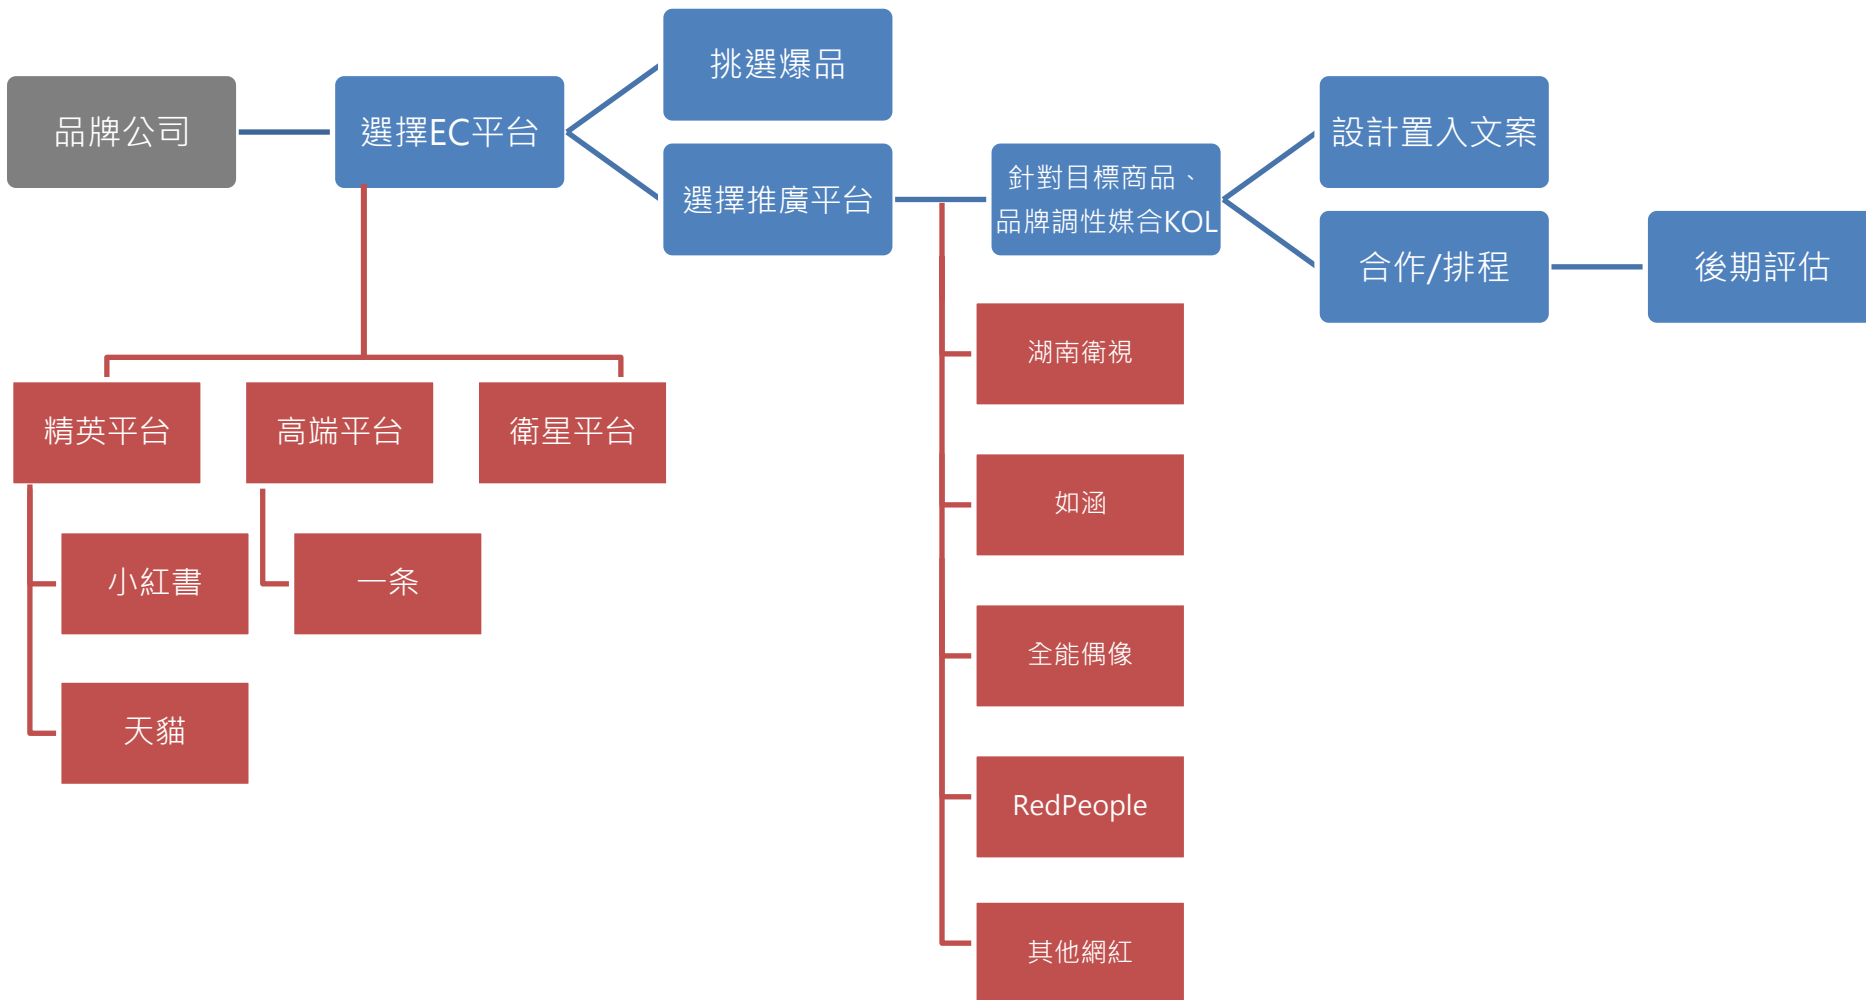 挑選爆品
品牌公司
選擇EC平台
設計置入文案
選擇推廣平台
針對目標商品、
品牌調性媒合KOL
合作/排程
後期評估
湖南衛視
精英平台
高端平台
衛星平台
如涵
小紅書
一条
全能偶像
天貓
RedPeople
其他網紅